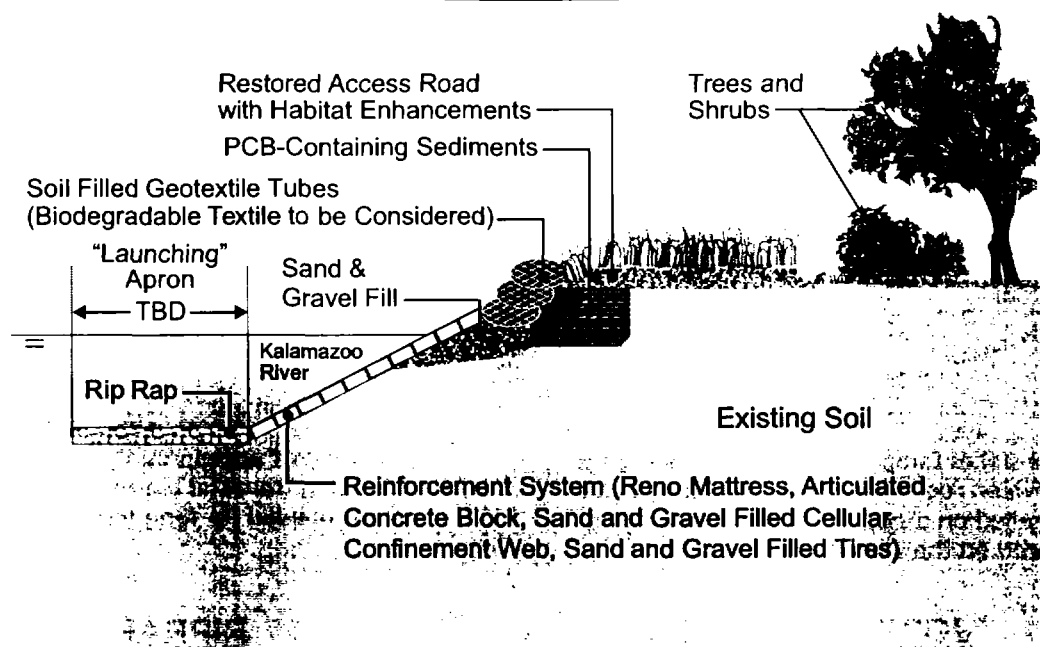 Restored Access Road
with Habitat Enhancements
Trees and
Shrubs
PCB-Containing Sediments
Soil Filled Geotextile Tubes
(Biodegradable Textile to be Considered)
"Launching"
Apron
TBD
Sand &
Gravel Fill
Kalamazoo
River
Rip Rap
Existing Soil
Reinforcement System (Reno Mattress, Articulated
Concrete Block, Sand and Gravel Filled Cellular
Confinement Web, Sand and Gravel Filled Tires)